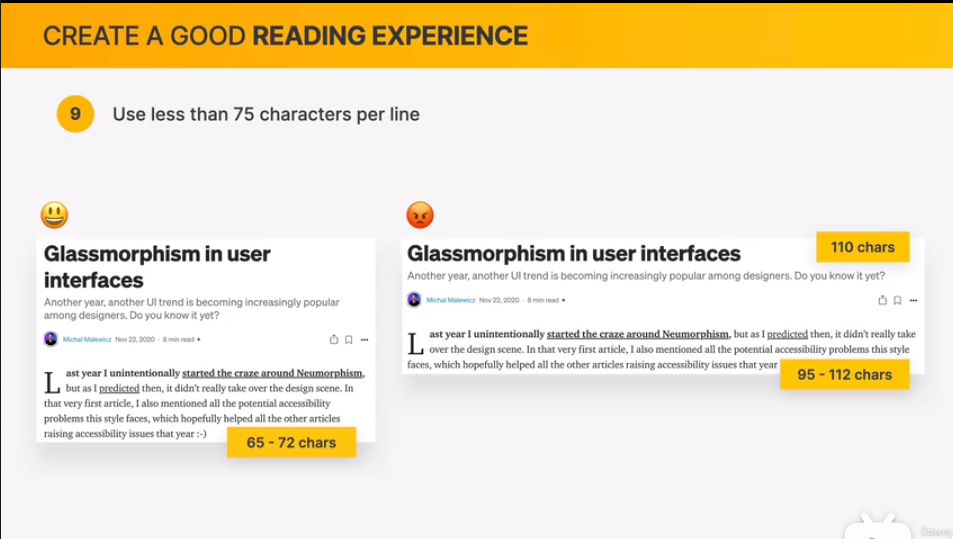 CREATE A GOOD READING EXPERIENCE
9
Use less than 75 characters per line
Glassmorphism in user
interfaces
Another year, another UI trend is becoming increasingly popular
among designers. Do you know it yet?
Michal Malewicz Nov 22, 2020 · 8 min read
Last year I unintentionally started the craze around Neumorphism,
but as I predicted then, it didn't really take over the design scene. In
that very first article, I also mentioned all the potential accessibility
problems this style faces, which hopefully helped all the other articles
raising accessibility issues that year :-)
65 - 72 chars
Glassmorphism in user interfaces
110 chars
Another year, another UI trend is becoming increasingly popular among designers. Do you know it yet?
Michal Malewicz Nov 22, 2020 · 8 min read
Last year I unintentionally started the craze around Neumorphism, but as I predicted then, it didn't really take
over the design scene. In that very first article, I also mentioned all the potential accessibility problems this style
faces, which hopefully helped all the other articles raising accessibility issues that year
95 - 112 chars
Udemy